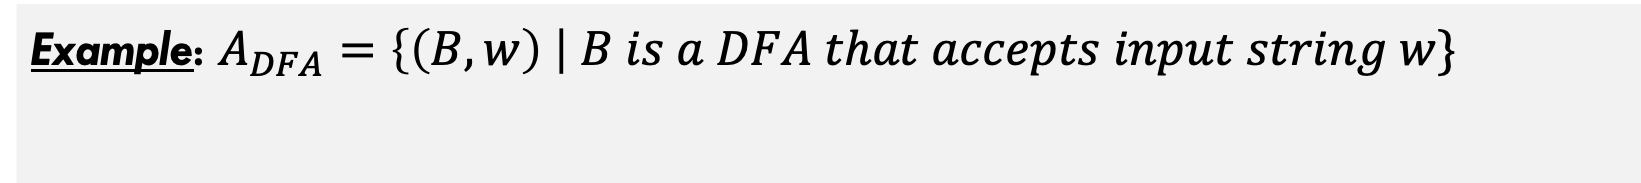 Example: A_DFA = {(B, w) | B is a DFA that accepts input string w}